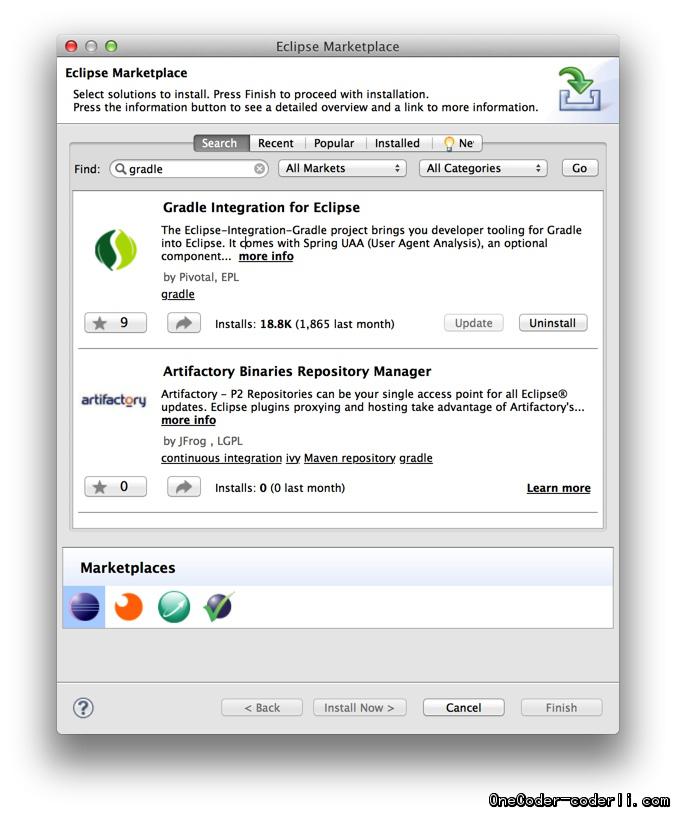 Eclipse Marketplace
Eclipse Marketplace
Select solutions to install. Press Finish to proceed with installation.
Press the information button to see a detailed overview and a link to more information.
Search Recent Popular Installed Ne
Find: gradle All Markets All Categories Go
Gradle Integration for Eclipse
The Eclipse-Integration-Gradle project brings you developer tooling for Gradle
into Eclipse. It comes with Spring UAA (User Agent Analysis), an optional
component... more info
by Pivotal, EPL
gradle
9 Installs: 18.8K (1,865 last month) Update Uninstall
Artifactory Binaries Repository Manager
artifactory
Artifactory - P2 Repositories can be your single access point for all Eclipse®
updates. Eclipse plugins proxying and hosting take advantage of Artifactory's...
more info
by JFrog , LGPL
continuous integration ivy Maven repository gradle
0 Installs: 0 (0 last month) Learn more
Marketplaces
? < Back Install Now > Cancel Finish
OneCoder-coderli.com